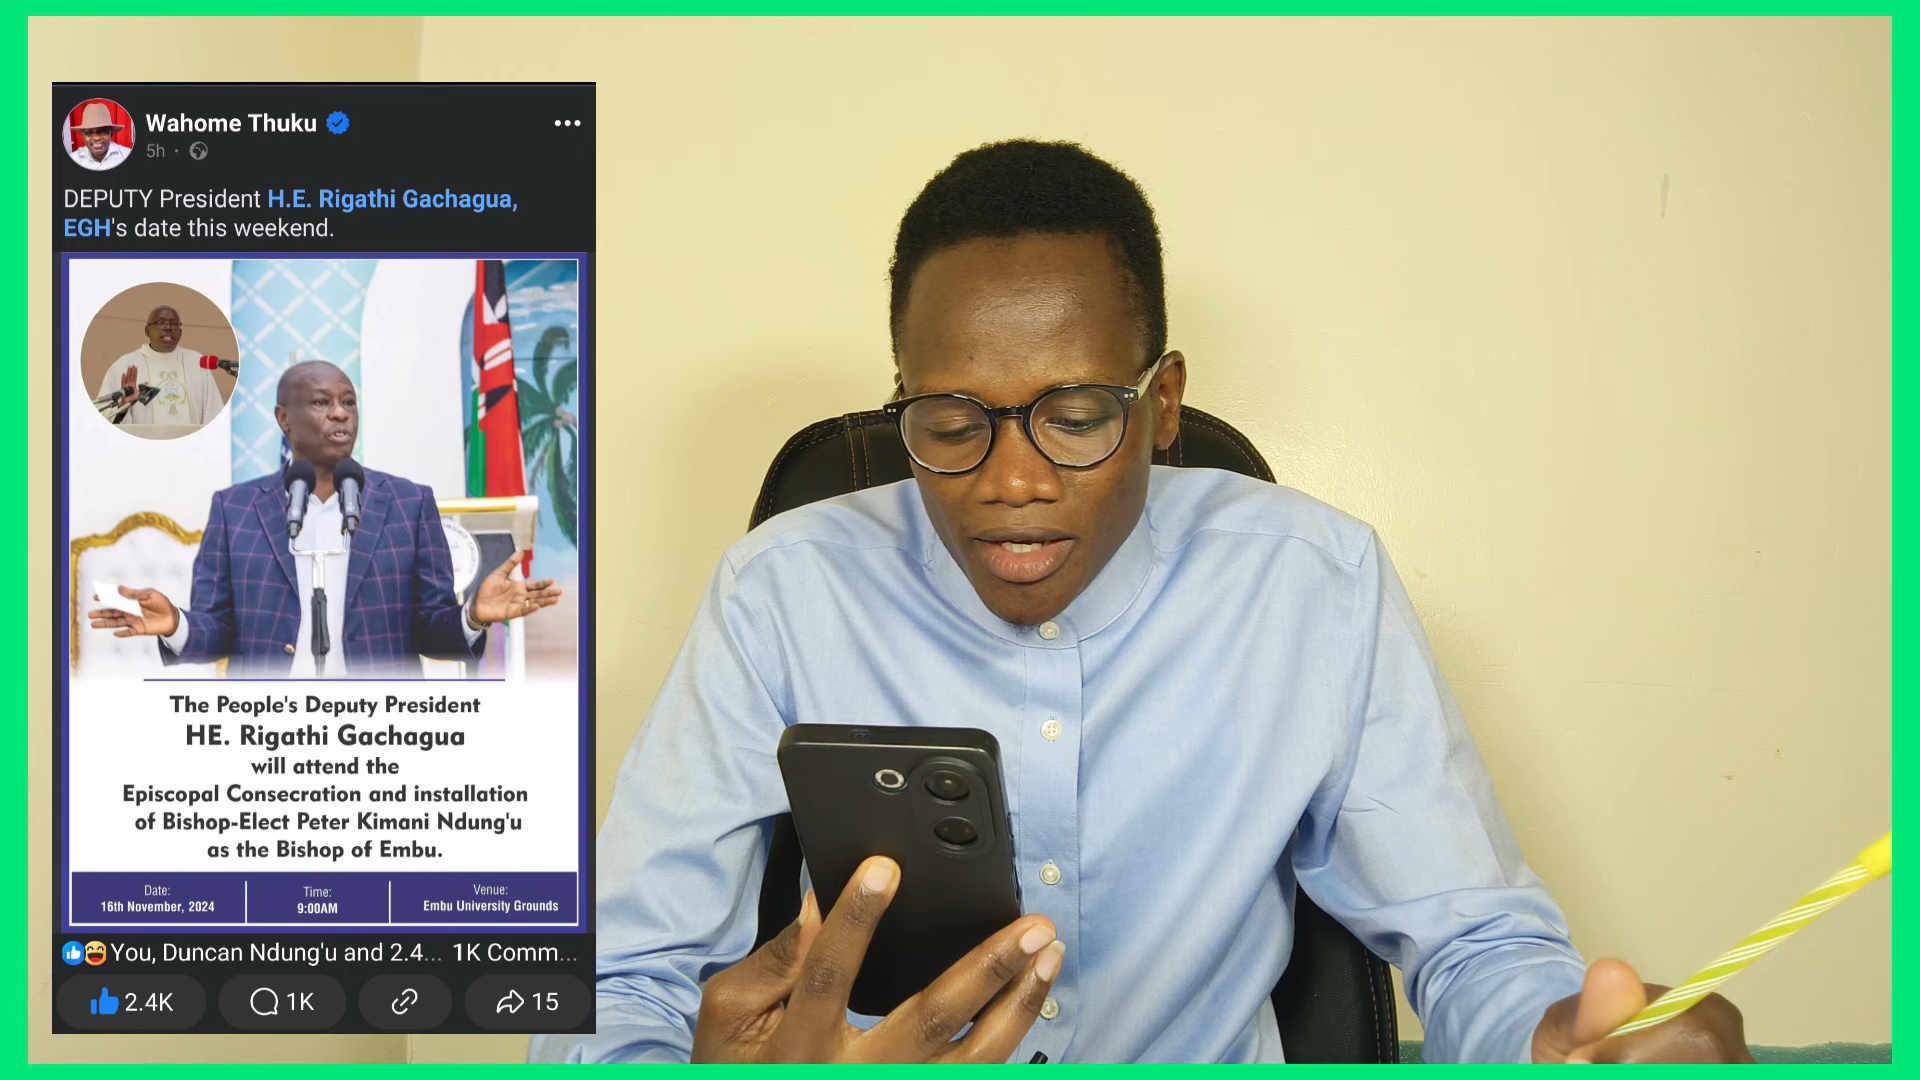 Wahome Thuku
5h ·
DEPUTY President H.E. Rigathi Gachagua,
EGH's date this weekend.
The People's Deputy President
HE. Rigathi Gachagua
will attend the
Episcopal Consecration and installation
of Bishop-Elect Peter Kimani Ndung'u
as the Bishop of Embu.
Date:
16th November, 2024
Time:
9:00AM
Venue:
Embu University Grounds
You, Duncan Ndung'u and 2.4... 1K Comm...
2.4K 1K 15